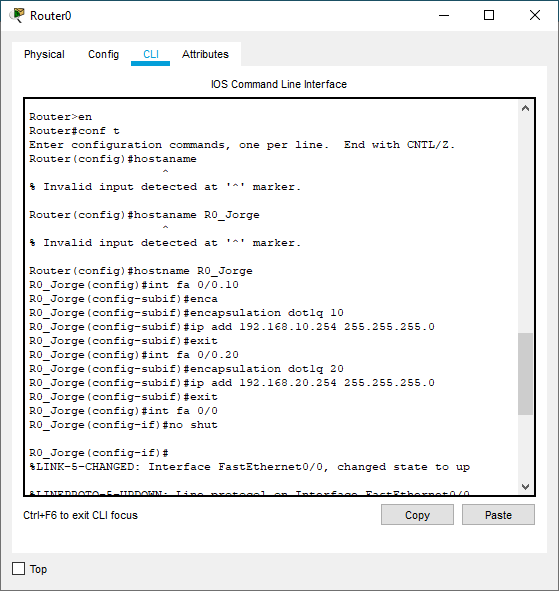 Router0
Physical Config CLI Attributes
IOS Command Line Interface
Router>en
Router#conf t
Enter configuration commands, one per line.  End with CNTL/Z.
Router(config)#hostaname
^
% Invalid input detected at '^' marker.
Router(config)#hostaname R0_Jorge
^
% Invalid input detected at '^' marker.
Router(config)#hostname R0_Jorge
R0_Jorge(config)#int fa 0/0.10
R0_Jorge(config-subif)#enca
R0_Jorge(config-subif)#encapsulation dot1q 10
R0_Jorge(config-subif)#ip add 192.168.10.254 255.255.255.0
R0_Jorge(config-subif)#exit
R0_Jorge(config)#int fa 0/0.20
R0_Jorge(config-subif)#encapsulation dot1q 20
R0_Jorge(config-subif)#ip add 192.168.20.254 255.255.255.0
R0_Jorge(config-subif)#exit
R0_Jorge(config)#int fa 0/0
R0_Jorge(config-if)#no shut
R0_Jorge(config-if)#
%LINK-5-CHANGED: Interface FastEthernet0/0, changed state to up
%LINEPROTO-5-UPDOWN: Line protocol on Interface FastEthernet0/0
Ctrl+F6 to exit CLI focus
Copy Paste
Top